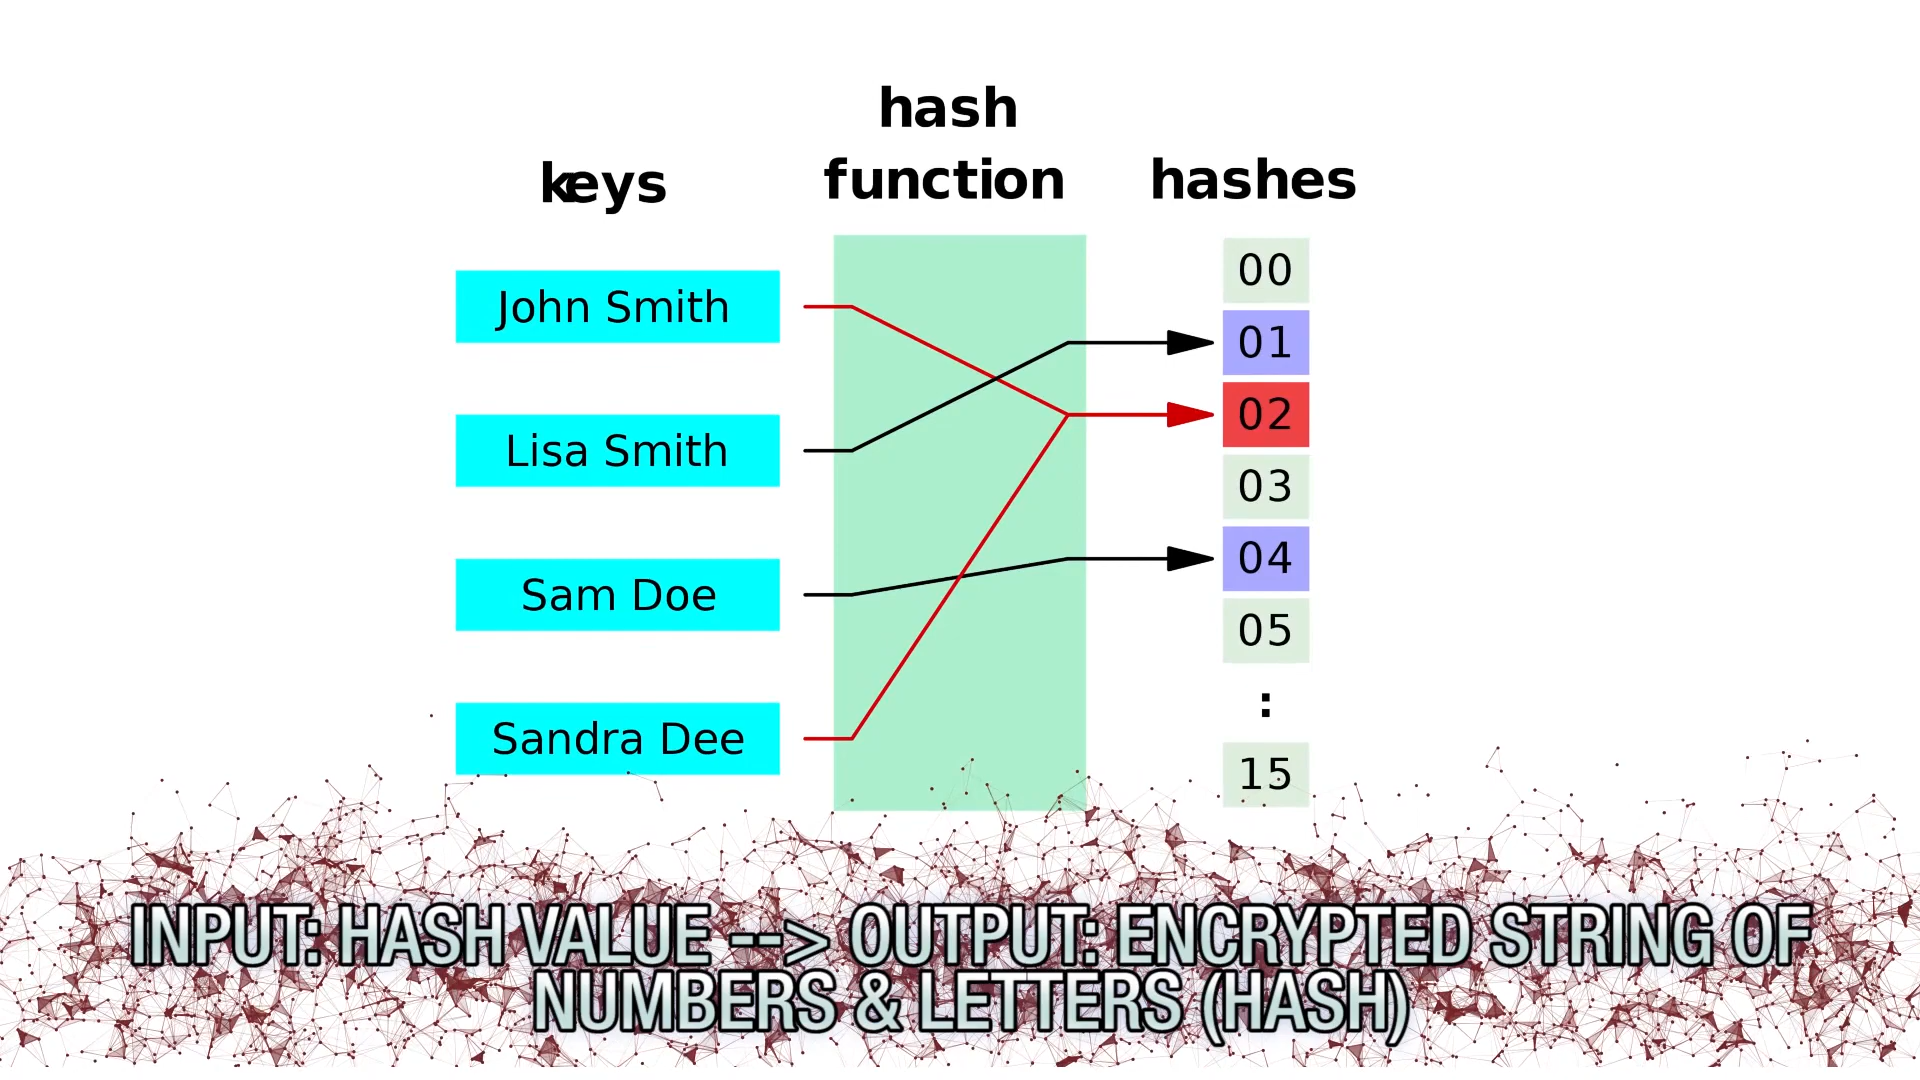 hash
keys function hashes
00
John Smith
01
02
Lisa Smith
03
04
Sam Doe
05
:
Sandra Dee
15
INPUT: HASH VALUE --> OUTPUT: ENCRYPTED STRING OF
NUMBERS & LETTERS (HASH)